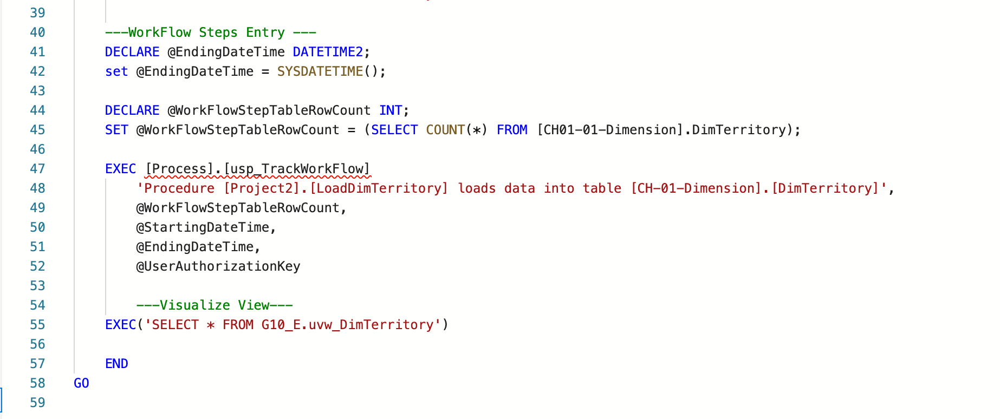 39
40 ---WorkFlow Steps Entry ---
41 DECLARE @EndingDateTime DATETIME2;
42 set @EndingDateTime = SYSDATETIME();
43
44 DECLARE @WorkFlowStepTableRowCount INT;
45 SET @WorkFlowStepTableRowCount = (SELECT COUNT(*) FROM [CH01-01-Dimension].DimTerritory);
46
47 EXEC [Process].[usp_TrackWorkFlow]
48 'Procedure [Project2].[LoadDimTerritory] loads data into table [CH-01-Dimension].[DimTerritory]',
49 @WorkFlowStepTableRowCount,
50 @StartingDateTime,
51 @EndingDateTime,
52 @UserAuthorizationKey
53
54 ---Visualize View---
55 EXEC('SELECT * FROM G10_E.uvw_DimTerritory')
56
57 END
58 GO
59